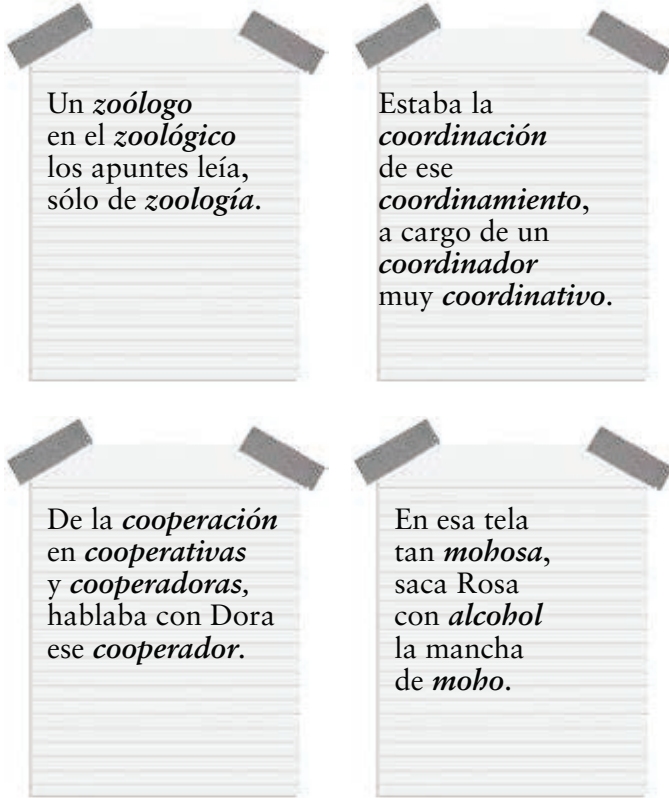 Un zoólogo
en el zoológico
los apuntes leía,
sólo de zoología.
Estaba la
coordinación
de ese
coordinamiento,
a cargo de un
coordinador
muy coordinativo.
De la cooperación
en cooperativas
y cooperadoras,
hablaba con Dora
ese cooperador.
En esa tela
tan mohosa,
saca Rosa
con alcohol
la mancha
de moho.